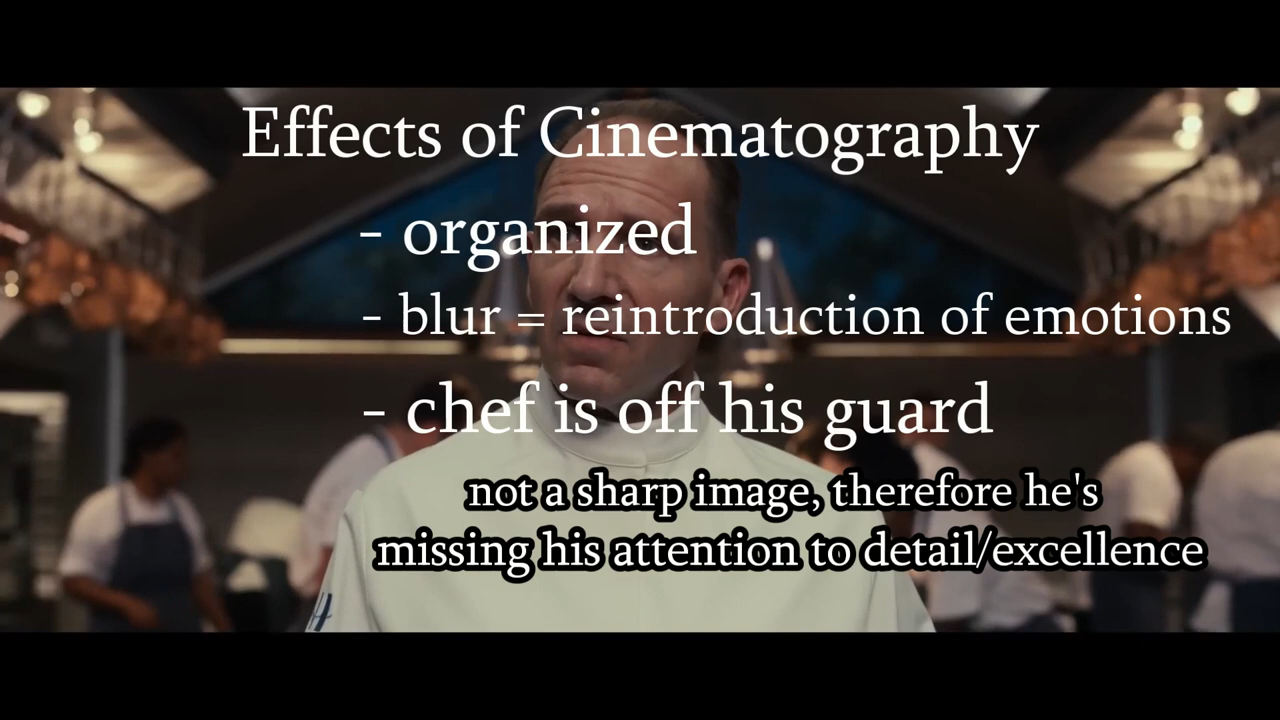 Effects of Cinematography
- organized
- blur = reintroduction of emotions
- chef is off his guard
not a sharp image, therefore he's
missing his attention to detail/excellence
H